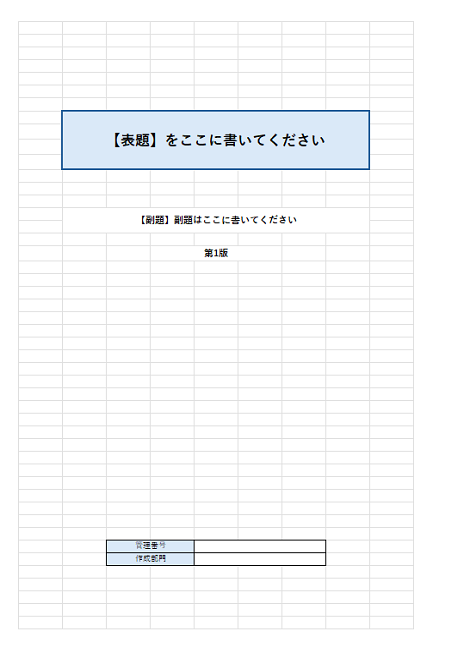 【表題】をここに書いてください
【副題】副題はここに書いてください
第1版
管理番号
作成部門